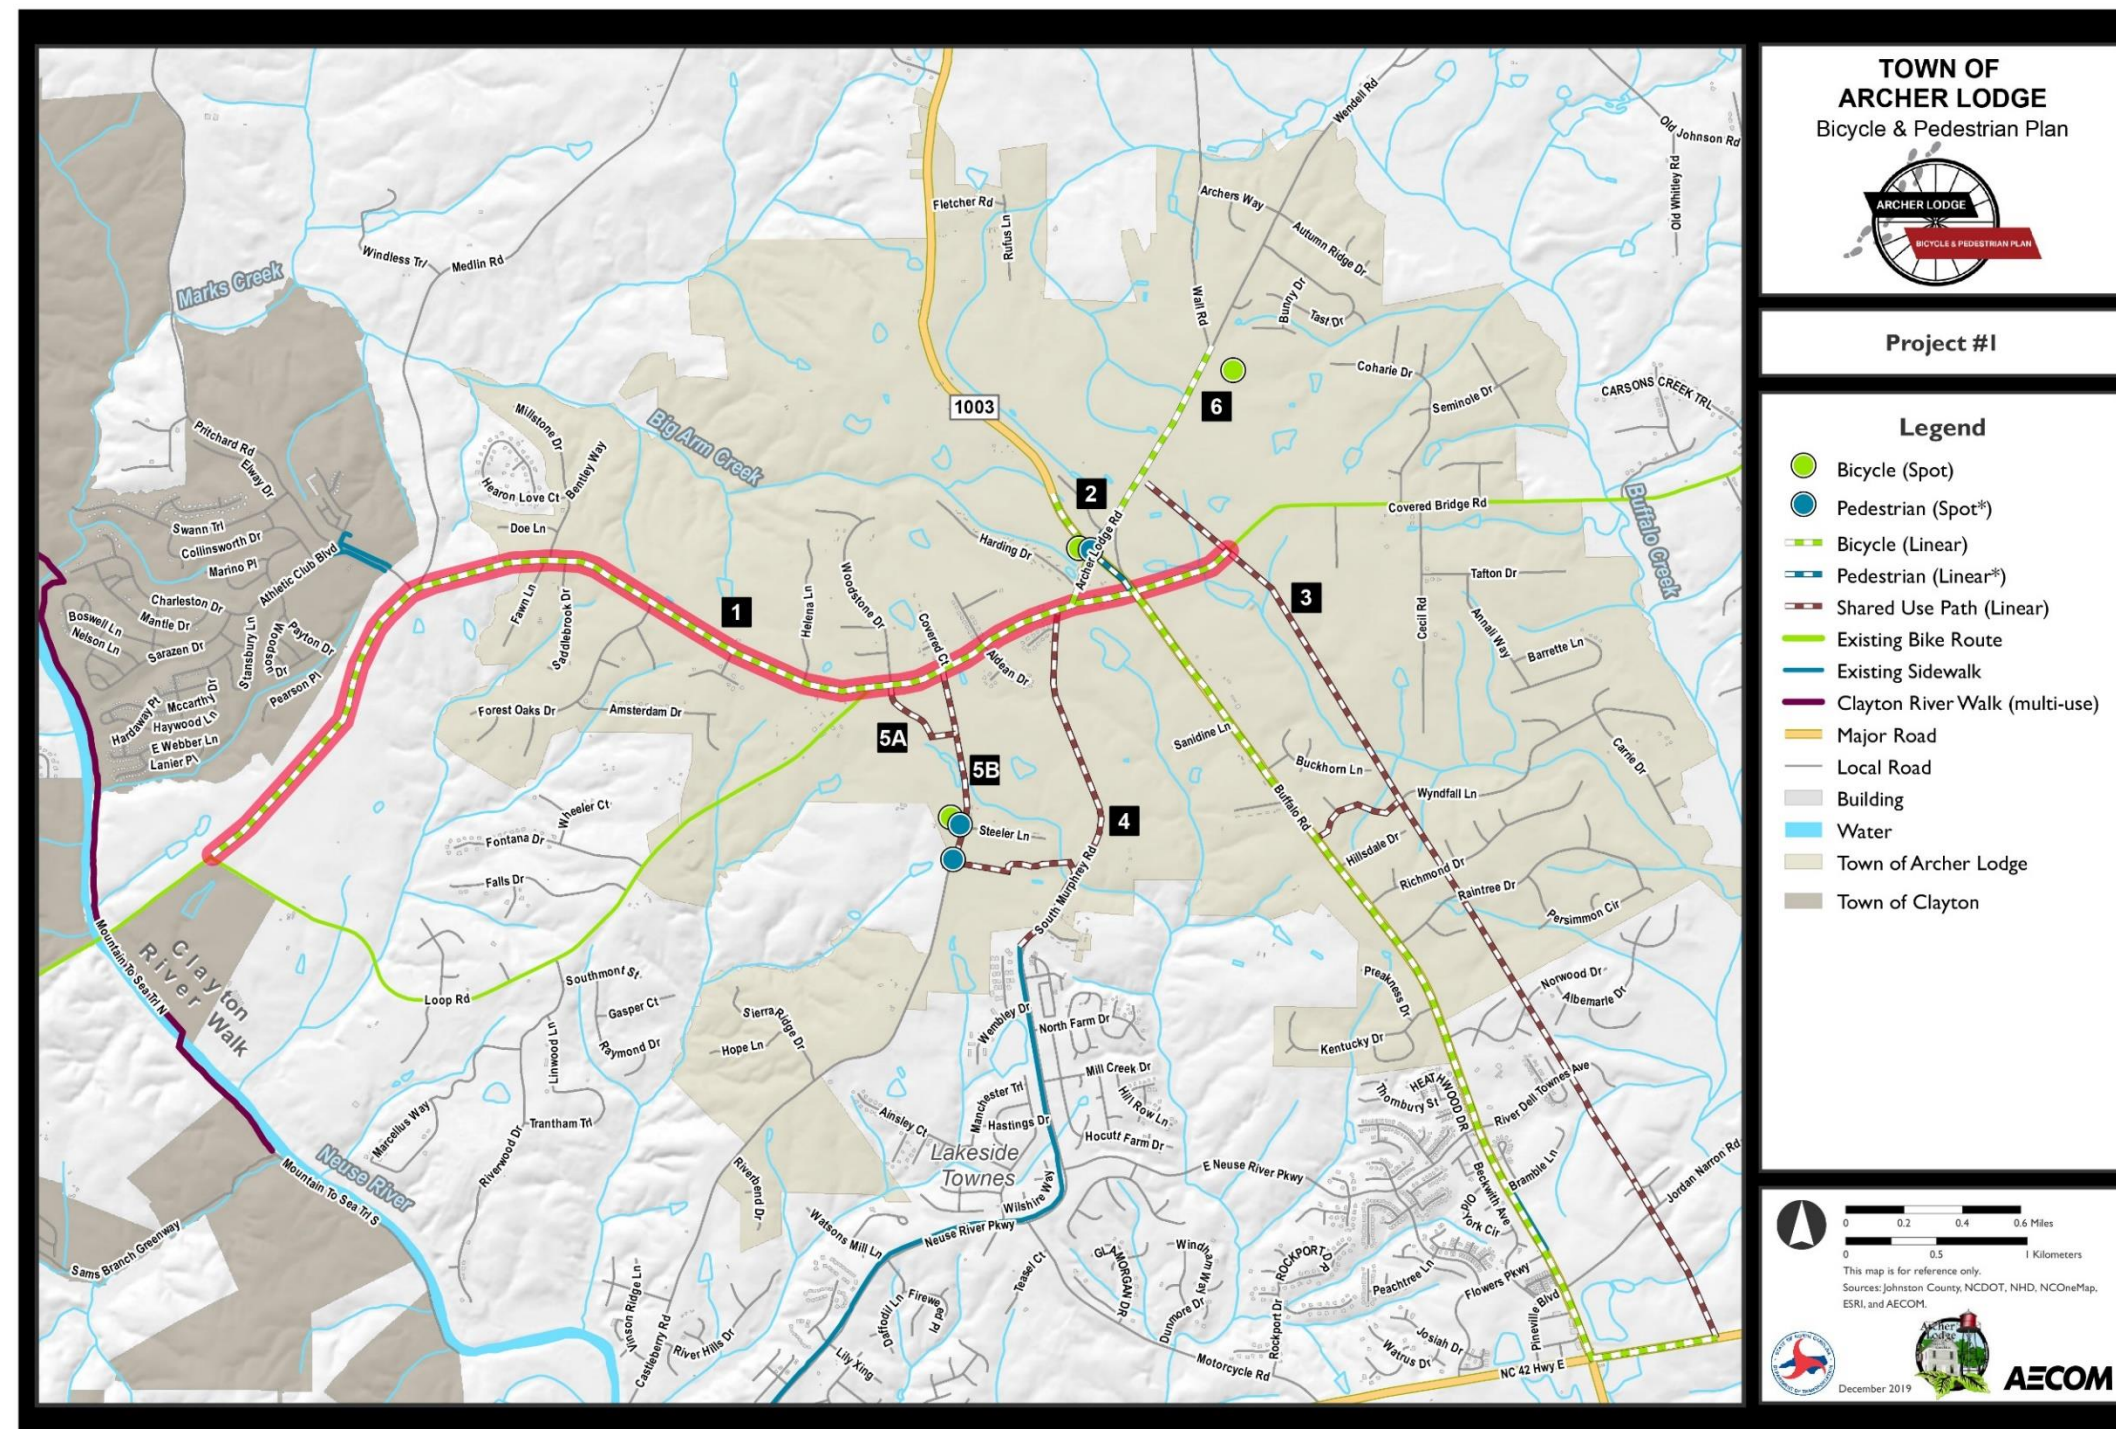 TOWN OF
ARCHER LODGE
Bicycle & Pedestrian Plan
ARCHER LODGE
BICYCLE & PEDESTRIAN PLAN
Project #1
Legend
Bicycle (Spot)
Pedestrian (Spot*)
Bicycle (Linear)
Pedestrian (Linear*)
Shared Use Path (Linear)
Existing Bike Route
Existing Sidewalk
Clayton River Walk (multi-use)
Major Road
Local Road
Building
Water
Town of Archer Lodge
Town of Clayton
0 0.2 0.4 0.6 Miles
0 0.5 1 Kilometers
This map is for reference only.
Sources: Johnston County, NCDOT, NHD, NCOneMap,
ESRI, and AECOM.
December 2019
Archer
Lodge
AECOM
Wendell Rd
Old Johnson Rd
Old Whitley Rd
Fletcher Rd
Rufus Ln
Archers Way
Autumn Ridge Dr
Windless Trl
Medlin Rd
Marks Creek
Wall Rd
Bunny Dr
Tast Dr
Coharie Dr
Seminole Dr
CARSONS CREEK TRL
1003
6
Millstone Dr
Bentley Way
Big Arm Creek
Pritchard Rd
Elway Dr
Hearon Love Ct
2
Covered Bridge Rd
Buffalo Creek
Swann Trl
Collinsworth Dr
Doe Ln
Harding Dr
Archer Lodge Rd
Marino Pl
Athletic Club Blvd
Woodstone Dr
Tafton Dr
Charleston Dr
Boswell Ln
Mantle Dr
Nelson Ln
Stansbury Ln
Woodson
Dr
Payton Dr
Fawn Ln
Saddlebrook Dr
1
Helena Ln
Covered Ct
3
Cecil Rd
Annali Way
Barrette Ln
Sarazen Dr
Pearson Pl
Aldean Dr
Hardaway Pt
Mccarthy Dr
Haywood Ln
E Webber Ln
Lanier Pl
Forest Oaks Dr
Amsterdam Dr
5A
5B
Sanidine Ln
Buckhorn Ln
Carrie Dr
Wyndfall Ln
Buffalo Rd
Wheeler Ct
Fontana Dr
Steeler Ln
4
Hillsdale Dr
Falls Dr
South Murphrey Rd
Richmond Dr
Raintree Dr
Persimmon Cir
Clayton
River
Walk
Mountain To Sea Trl N
Loop Rd
Southmont St
Gasper Ct
Raymond Dr
Linwood Ln
Sierra Ridge Dr
Hope Ln
Wembley Dr
North Farm Dr
Preakness Dr
Kentucky Dr
Norwood Dr
Albemarle Dr
Mill Creek Dr
Manchester Trl
Hill Row Ln
Thornbury St
HEATHWOOD DR
River Dell Townes Ave
Marcellus Way
Trantham Trl
Ainsley Ct
Hastings Dr
Hocutt Farm Dr
Lakeside
Townes
Neuse River
Mountain To Sea Trl S
Riverwood Dr
Riverbend Dr
E Neuse River Pkwy
Beckwith Ave
Bramble Ln
Jordan Narron Rd
Wilshire Way
Old
York Cir
Sams Branch Greenway
Watsons Mill Ln
Neuse River Pkwy
Teasel Ct
GLAMORGAN DR
Windham Way
Dunmore Dr
ROCKPORT DR
Rockport Dr
Peachtree Ln
Flowers Pkwy
Pineville Blvd
Vinson Ridge Ln
Castleberry Rd
River Hills Dr
Daffodil Ln
Fireweed Pl
Lily Xing
Motorcycle Rd
Josiah Dr
Watrus Dr
NC 42 Hwy E